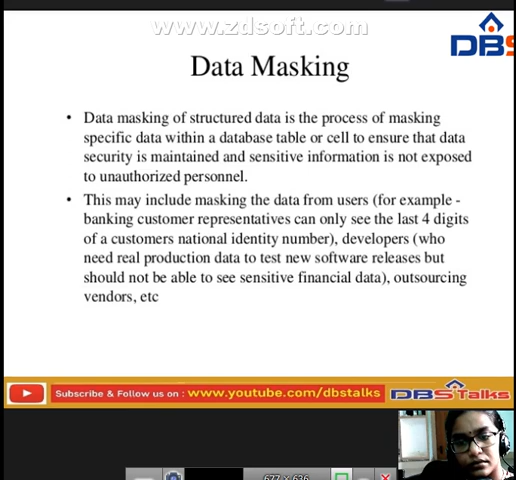 www.zdsoft.com
DBS
Data Masking
• Data masking of structured data is the process of masking
specific data within a database table or cell to ensure that data
security is maintained and sensitive information is not exposed
to unauthorized personnel.
• This may include masking the data from users (for example -
banking customer representatives can only see the last 4 digits
of a customers national identity number), developers (who
need real production data to test new software releases but
should not be able to see sensitive financial data), outsourcing
vendors, etc
Subscribe & Follow us on : www.youtube.com/dbstalks DBSTalks
677 × 636